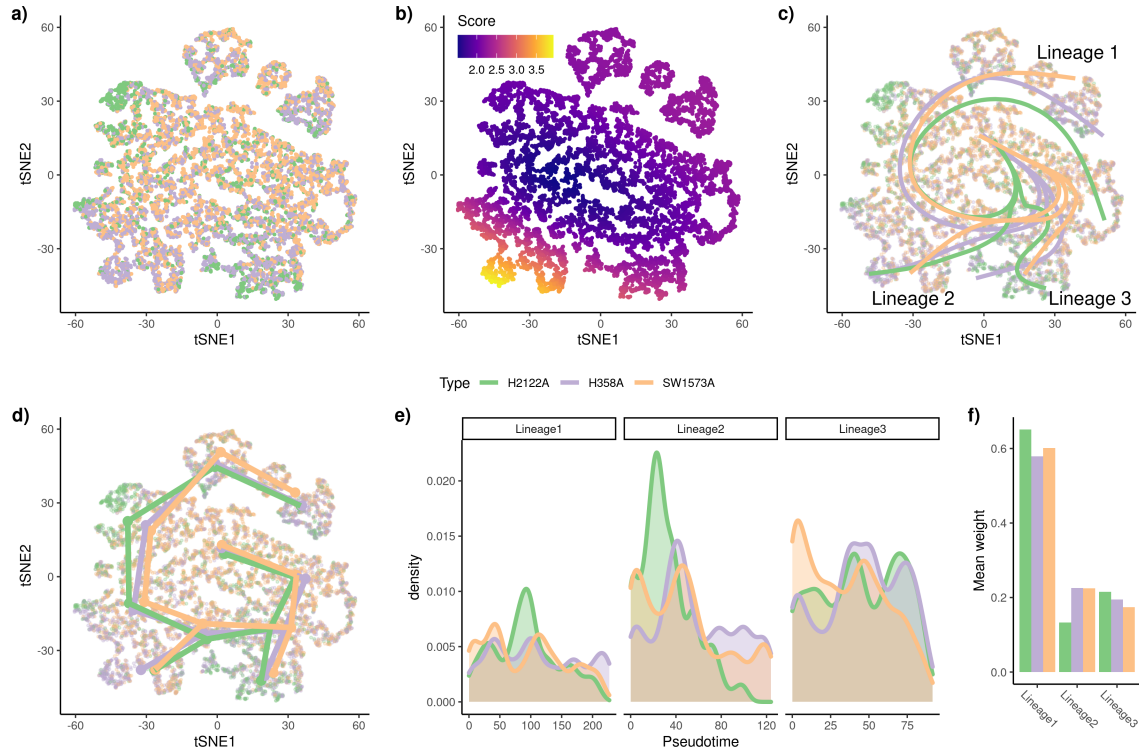 a)
60
30
0
-30
-60
-30
0
30
60
tSNE1
tSNE2
b)
Score
2.0 2.5 3.0 3.5
60
30
0
-30
-60
-30
0
30
60
tSNE1
tSNE2
c)
Lineage 1
Lineage 2
Lineage 3
60
30
0
-30
-60
-30
0
30
60
tSNE1
tSNE2
Type H2122A H358A SW1573A
d)
60
30
0
-30
-60
-30
0
30
60
tSNE1
tSNE2
e)
Lineage1
Lineage2
Lineage3
0.020
0.015
0.010
0.005
0.000
density
0 50 100 150 200
0 40 80 120
0 25 50 75
Pseudotime
f)
0.6
0.4
0.2
0.0
Mean weight
Lineage1
Lineage2
Lineage3